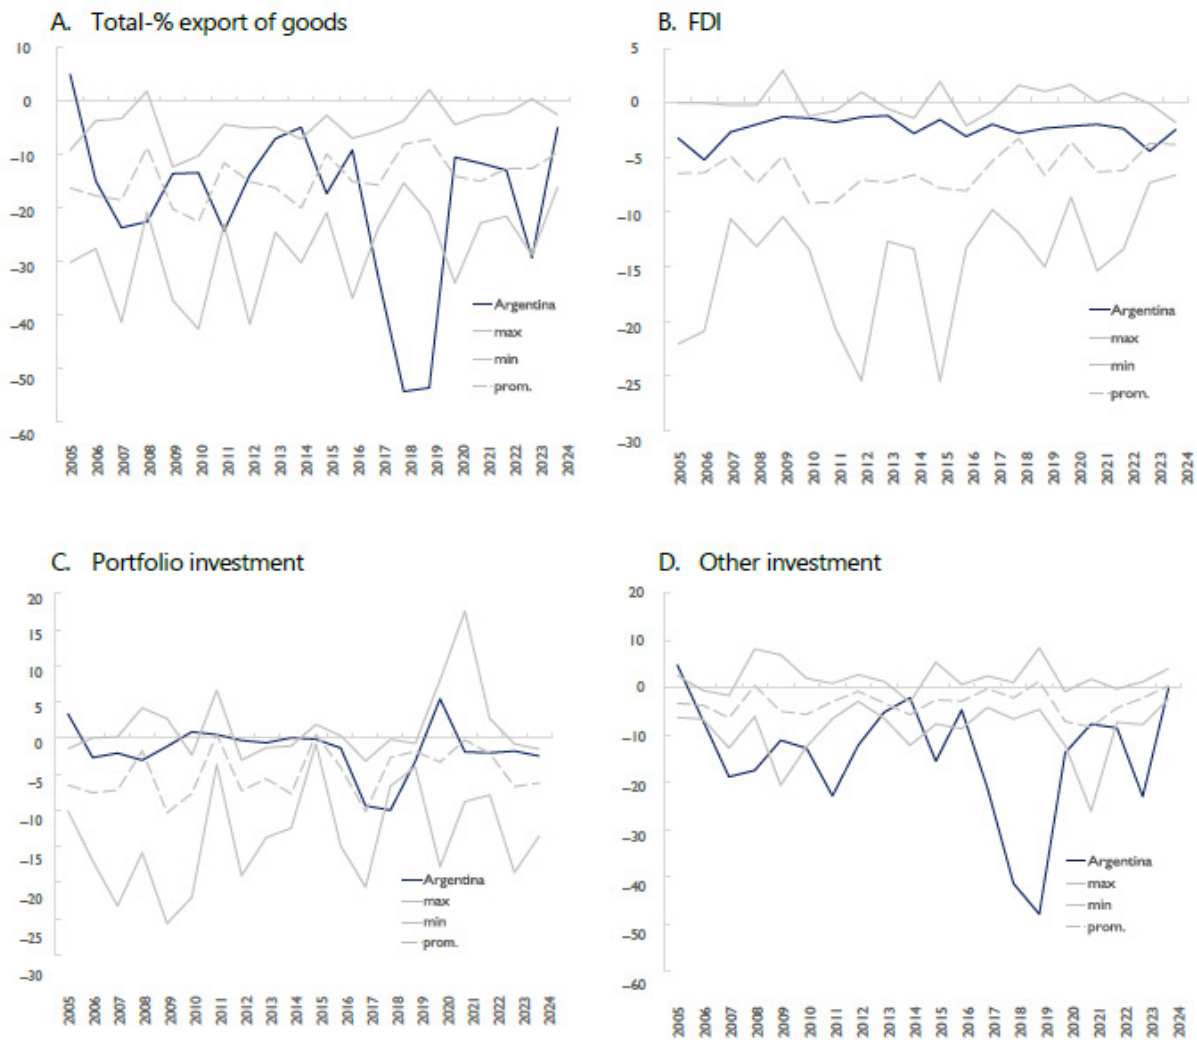 A. Total-% export of goods
10
0
−10
−20
−30
−40
−50
−60
Argentina
max
min
prom.
2005 2006 2007 2008 2009 2010 2011 2012 2013 2014 2015 2016 2017 2018 2019 2020 2021 2022 2023 2024
B. FDI
5
0
−5
−10
−15
−20
−25
−30
Argentina
max
min
prom.
2005 2006 2007 2008 2009 2010 2011 2012 2013 2014 2015 2016 2017 2018 2019 2020 2021 2022 2023 2024
C. Portfolio investment
20
15
10
5
0
−5
−10
−15
−20
−25
−30
Argentina
max
min
prom.
2005 2006 2007 2008 2009 2010 2011 2012 2013 2014 2015 2016 2017 2018 2019 2020 2021 2022 2023 2024
D. Other investment
20
10
0
−10
−20
−30
−40
−50
−60
Argentina
max
min
prom.
2005 2006 2007 2008 2009 2010 2011 2012 2013 2014 2015 2016 2017 2018 2019 2020 2021 2022 2023 2024